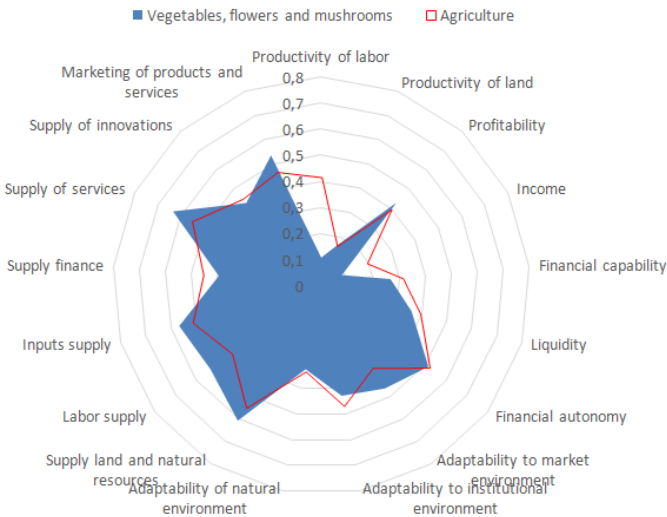 Vegetables, flowers and mushrooms
Agriculture
Productivity of labor
Productivity of land
Profitability
Income
Financial capability
Liquidity
Financial autonomy
Adaptability to market
environment
Adaptability to institutional
environment
Adaptability of natural
environment
Supply land and natural
resources
Labor supply
Inputs supply
Supply finance
Supply of services
Supply of innovations
Marketing of products and
services
0,8
0,7
0,6
0,5
0,4
0,3
0,2
0,1
0